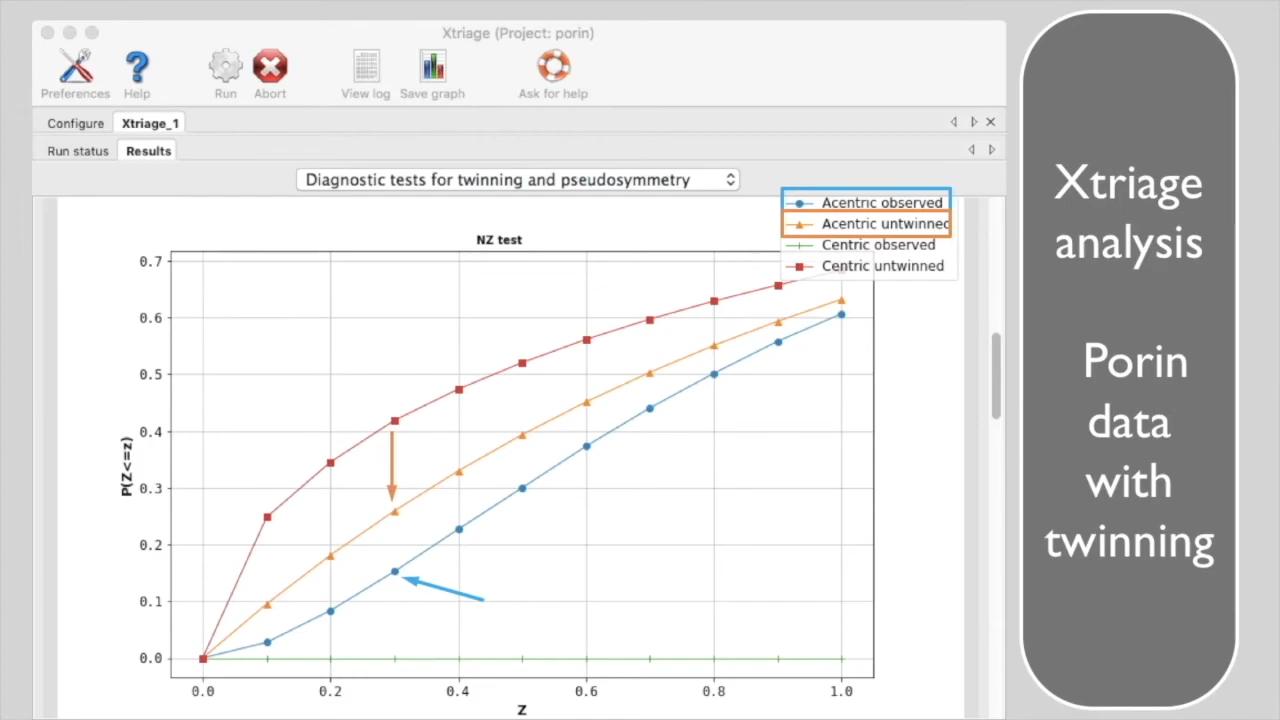 Xtriage (Project: porin)
Preferences Help Run Abort View log Save graph Ask for help
Configure Xtriage_1
Run status Results
Diagnostic tests for twinning and pseudosymmetry
Acentric observed
Acentric untwinned
Centric observed
Centric untwinned
NZ test
0.7
0.6
0.5
0.4
0.3
0.2
0.1
0.0
P(Z<=z)
0.0 0.2 0.4 0.6 0.8 1.0
Z
Xtriage
analysis
Porin
data
with
twinning